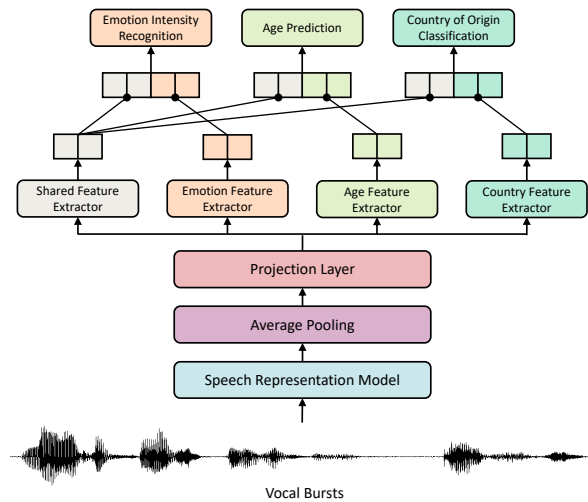 Emotion Intensity
Recognition
Age Prediction
Country of Origin
Classification
Shared Feature
Extractor
Emotion Feature
Extractor
Age Feature
Extractor
Country Feature
Extractor
Projection Layer
Average Pooling
Speech Representation Model
Vocal Bursts